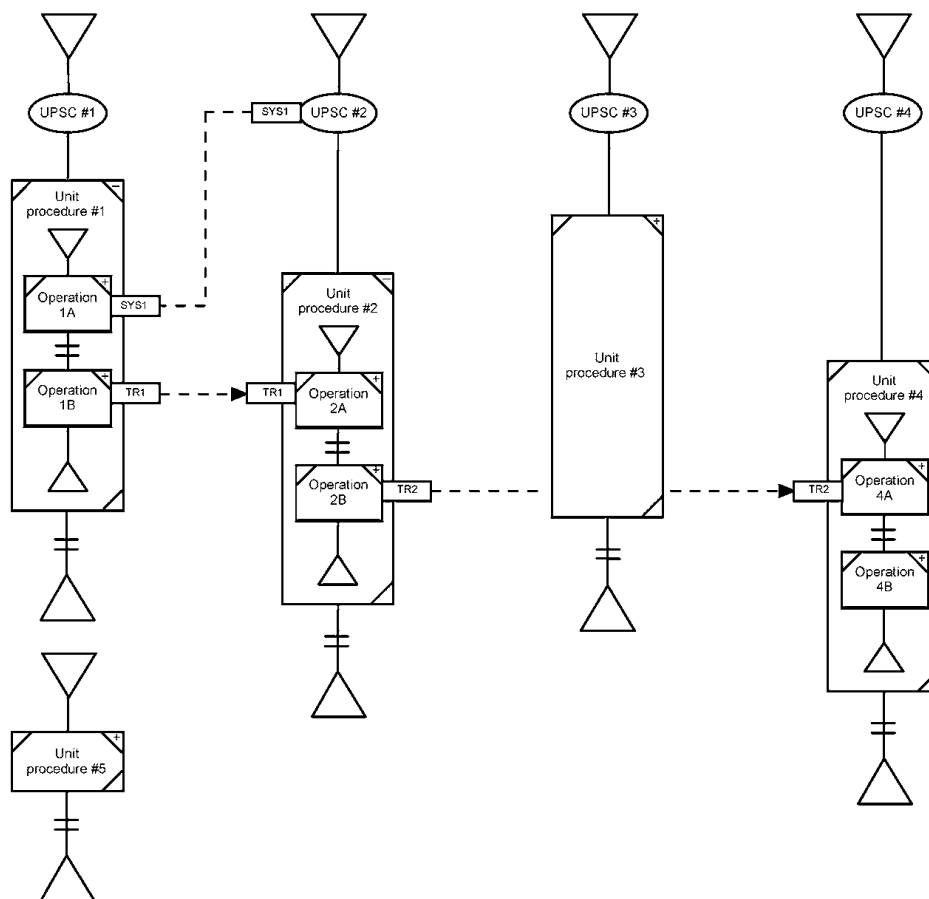 UPSC #1
SYS1
UPSC #2
UPSC #3
UPSC #4
Unit
procedure #1
Operation
1A
SYS1
Operation
1B
TR1
Unit
procedure #2
TR1
Operation
2A
Operation
2B
TR2
Unit
procedure #3
Unit
procedure #4
TR2
Operation
4A
Operation
4B
Unit
procedure #5